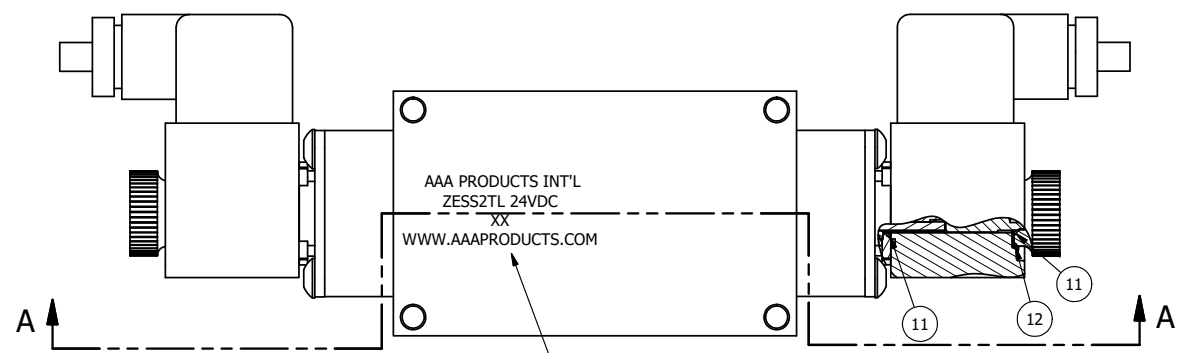 AAA PRODUCTS INT'L
ZESS2TL 24VDC
XX
WWW.AAAPRODUCTS.COM
11
A
11
12
A